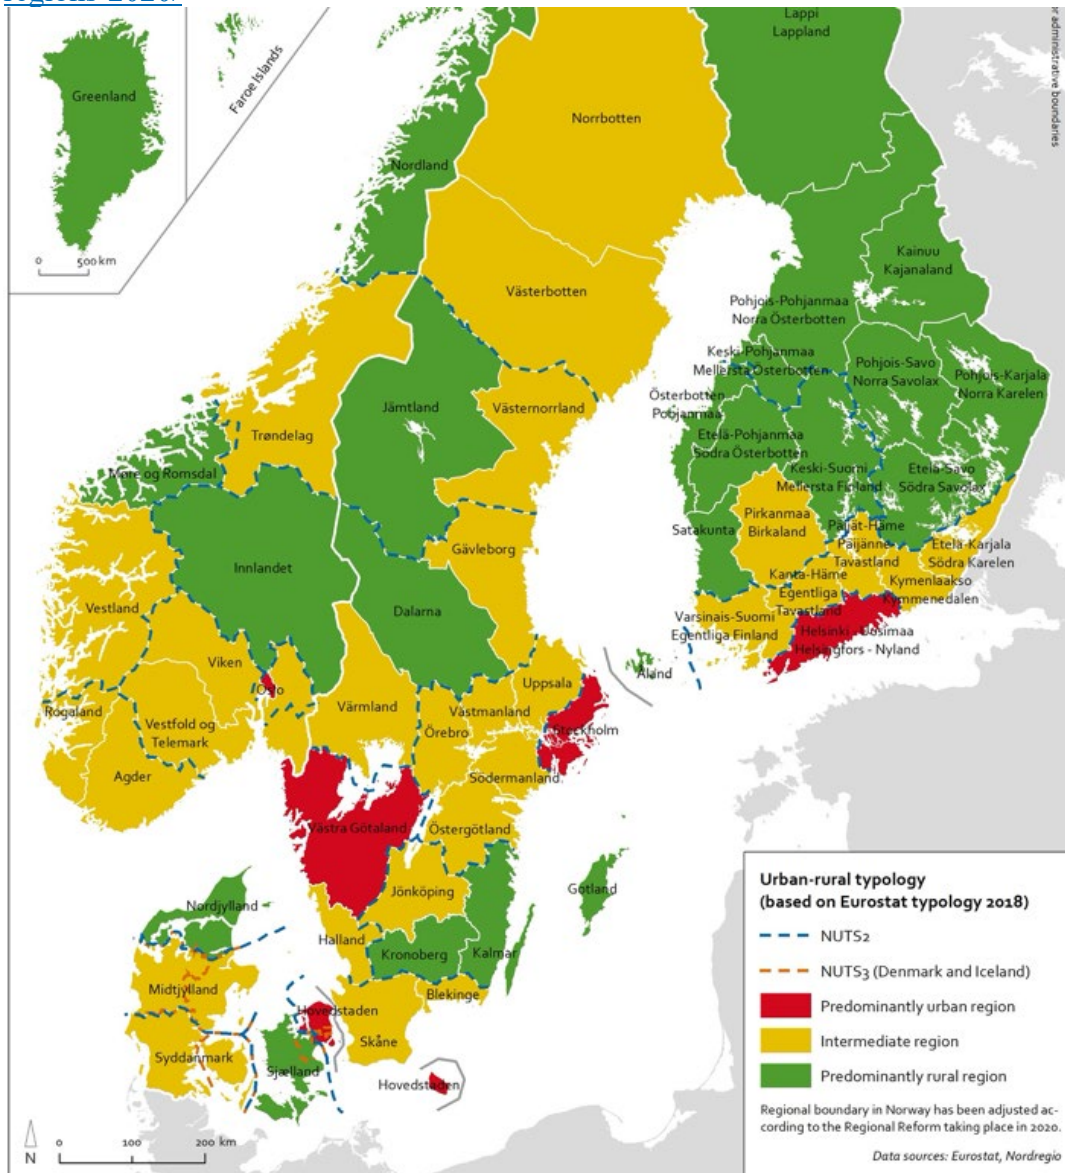 regions 2020.
Lappi
Lappland
or administrative boundaries
Greenland
Faroe Islands
0 500 km
Norrbotten
Nordland
Kainuu
Kajanaland
Västerbotten
Pohjois-Pohjanmaa
Norra Österbotten
Keski-Pohjanmaa
Mellersta Österbotten
Pohjois-Savo
Norra Savolax
Pohjois-Karjala
Norra Karelen
Österbotten
Pohjanmaa
Jämtland
Västernorrland
Trøndelag
Etelä-Pohjanmaa
Södra Österbotten
Møre og Romsdal
Keski-Suomi
Mellersta Finland
Etelä-Savo
Södra Savolax
Pirkanmaa
Birkaland
Satakunta
Päijät-Häme
Päijänne-
Tavastland
Etelä-Karjala
Södra Karelen
Gävleborg
Innlandet
Kanta-Häme
Egentliga
Tavastland
Kymenlaakso
Kymmenedalen
Vestland
Dalarna
Varsinais-Suomi
Egentliga Finland
Helsinki - Uusimaa
Helsingfors - Nyland
Viken
Åland
Oslo
Uppsala
Rogaland
Värmland
Västmanland
Vestfold og
Telemark
Örebro
Stockholm
Agder
Södermanland
Västra Götaland
Östergötland
Jönköping
Gotland
Nordjylland
Halland
Kronoberg
Kalmar
Midtjylland
Blekinge
Hovedstaden
Skåne
Syddanmark
Sjælland
Hovedstaden
Urban-rural typology
(based on Eurostat typology 2018)
NUTS2
NUTS3 (Denmark and Iceland)
Predominantly urban region
Intermediate region
Predominantly rural region
Regional boundary in Norway has been adjusted ac-
cording to the Regional Reform taking place in 2020.
Data sources: Eurostat, Nordregio
N
0 100 200 km